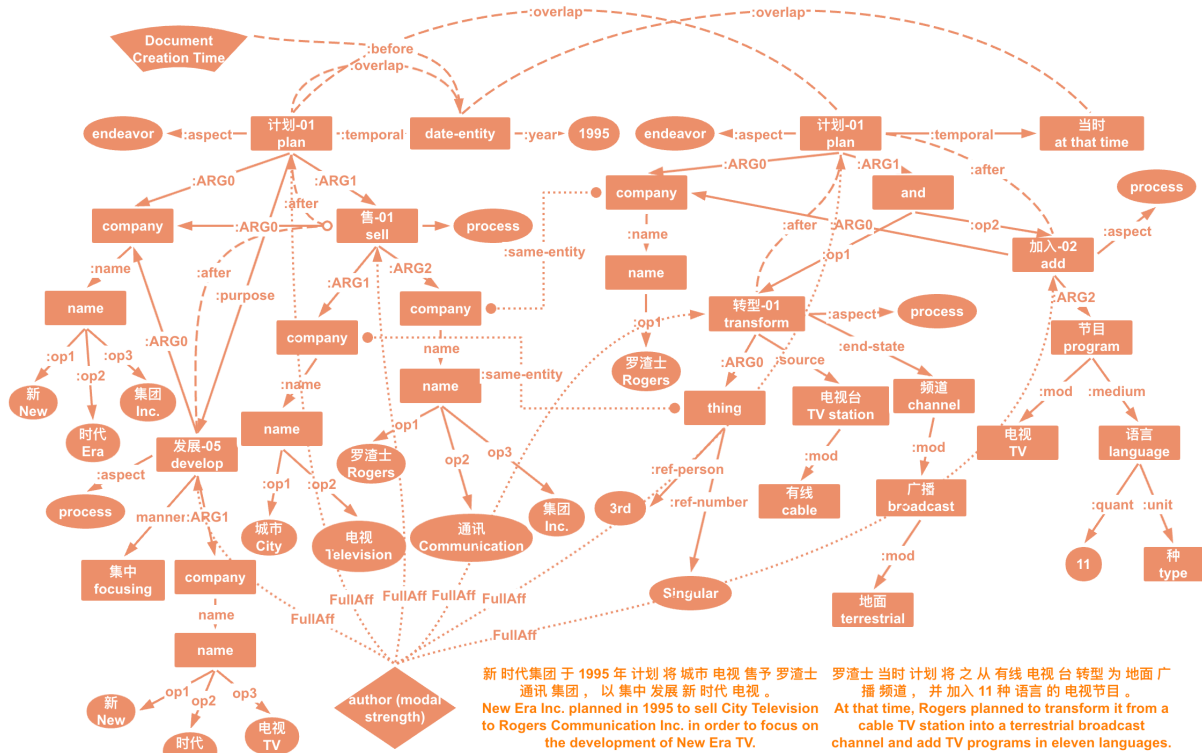 :overlap
:overlap
Document
Creation Time
:before
:overlap
endeavor
:aspect
计划-01
plan
:temporal
date-entity
:year
1995
endeavor
:aspect
计划-01
plan
:temporal
当时
at that time
:ARG0
:ARG1
:after
:ARG0
:ARG1
:after
company
:ARG0
售-01
sell
process
company
and
process
:name
:after
:purpose
:ARG1
:ARG2
:same-entity
:name
:after
:ARG0
:op1
:op2
加入-02
add
:aspect
name
company
name
转型-01
transform
:aspect
process
:ARG2
:op1
:op2
:op3
:ARG0
company
name
:op1
:ARG0
:source
:end-state
节目
program
新
New
时代
Era
集团
Inc.
:name
name
:same-entity
罗渣士
Rogers
thing
电视台
TV station
频道
channel
:mod
:medium
发展-05
develop
name
op1
op2
op3
罗渣士
Rogers
:mod
:mod
电视
TV
语言
language
:aspect
:op1
op2
:ref-person
:ref-number
process
manner
:ARG1
城市
City
电视
Television
通讯
Communication
集团
Inc.
3rd
有线
cable
广播
broadcast
:quant
:unit
集中
focusing
company
:mod
11
种
type
name
FullAff
FullAff
FullAff
FullAff
FullAff
FullAff
Singular
地面
terrestrial
name
op1
op2
op3
新
New
时代
电视
TV
author (modal
strength)
新 时代集团 于 1995 年 计划 将 城市 电视 售予 罗渣士
通讯 集团 ， 以 集中 发展 新 时代 电视 。
New Era Inc. planned in 1995 to sell City Television
to Rogers Communication Inc. in order to focus on
the development of New Era TV.
罗渣士 当时 计划 将 之 从 有线 电视 台 转型 为 地面 广
播 频道 ， 并 加入 11 种 语言 的 电视节目 。
At that time, Rogers planned to transform it from a
cable TV station into a terrestrial broadcast
channel and add TV programs in eleven languages.